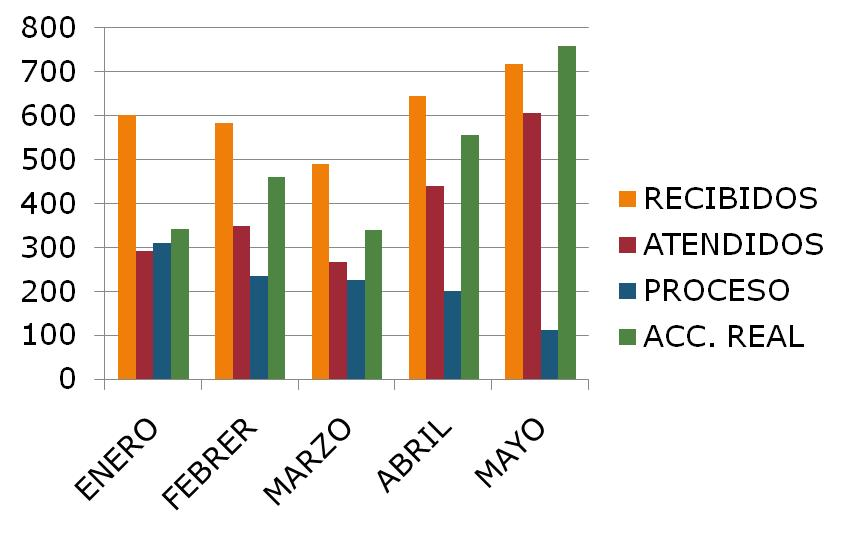 800
700
600
500
400
300
200
100
0
ENERO
FEBRER
MARZO
ABRIL
MAYO
RECIBIDOS
ATENDIDOS
PROCESO
ACC. REAL